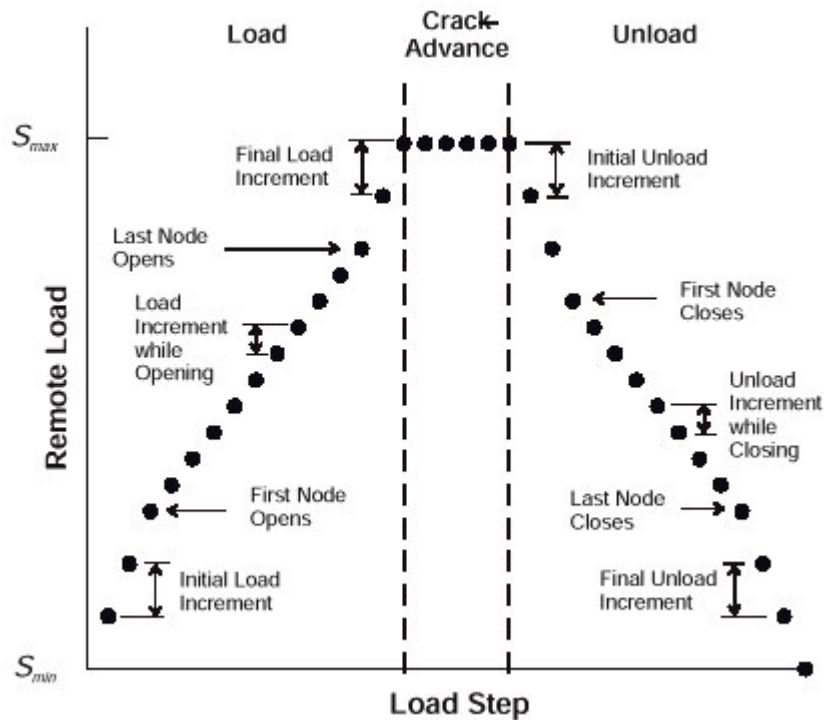 Load
Crack
Advance
Unload
S_max
Final Load
Increment
Initial Unload
Increment
Last Node
Opens
First Node
Closes
Load
Increment
while
Opening
Unload
Increment
while
Closing
Remote Load
First Node
Opens
Last Node
Closes
Initial Load
Increment
Final Unload
Increment
S_min
Load Step